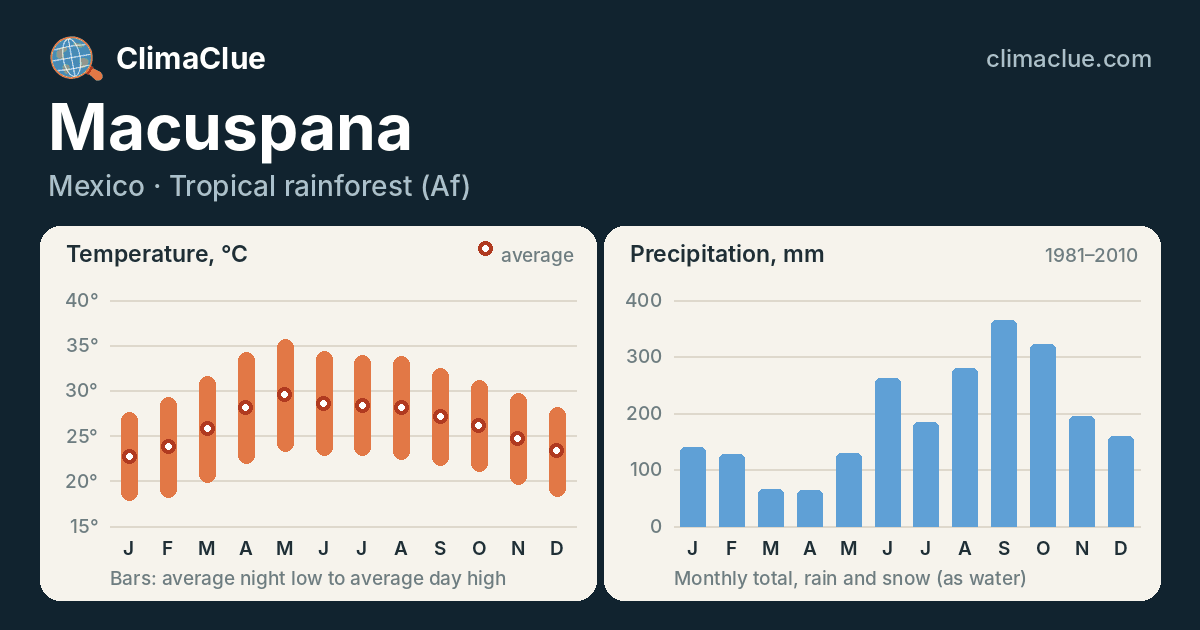 ClimaClue
climaclue.com
Macuspana
Mexico · Tropical rainforest (Af)
Temperature, °C
average
40°
35°
30°
25°
20°
15°
J F M A M J J A S O N D
Bars: average night low to average day high
Precipitation, mm
1981–2010
400
300
200
100
0
J F M A M J J A S O N D
Monthly total, rain and snow (as water)